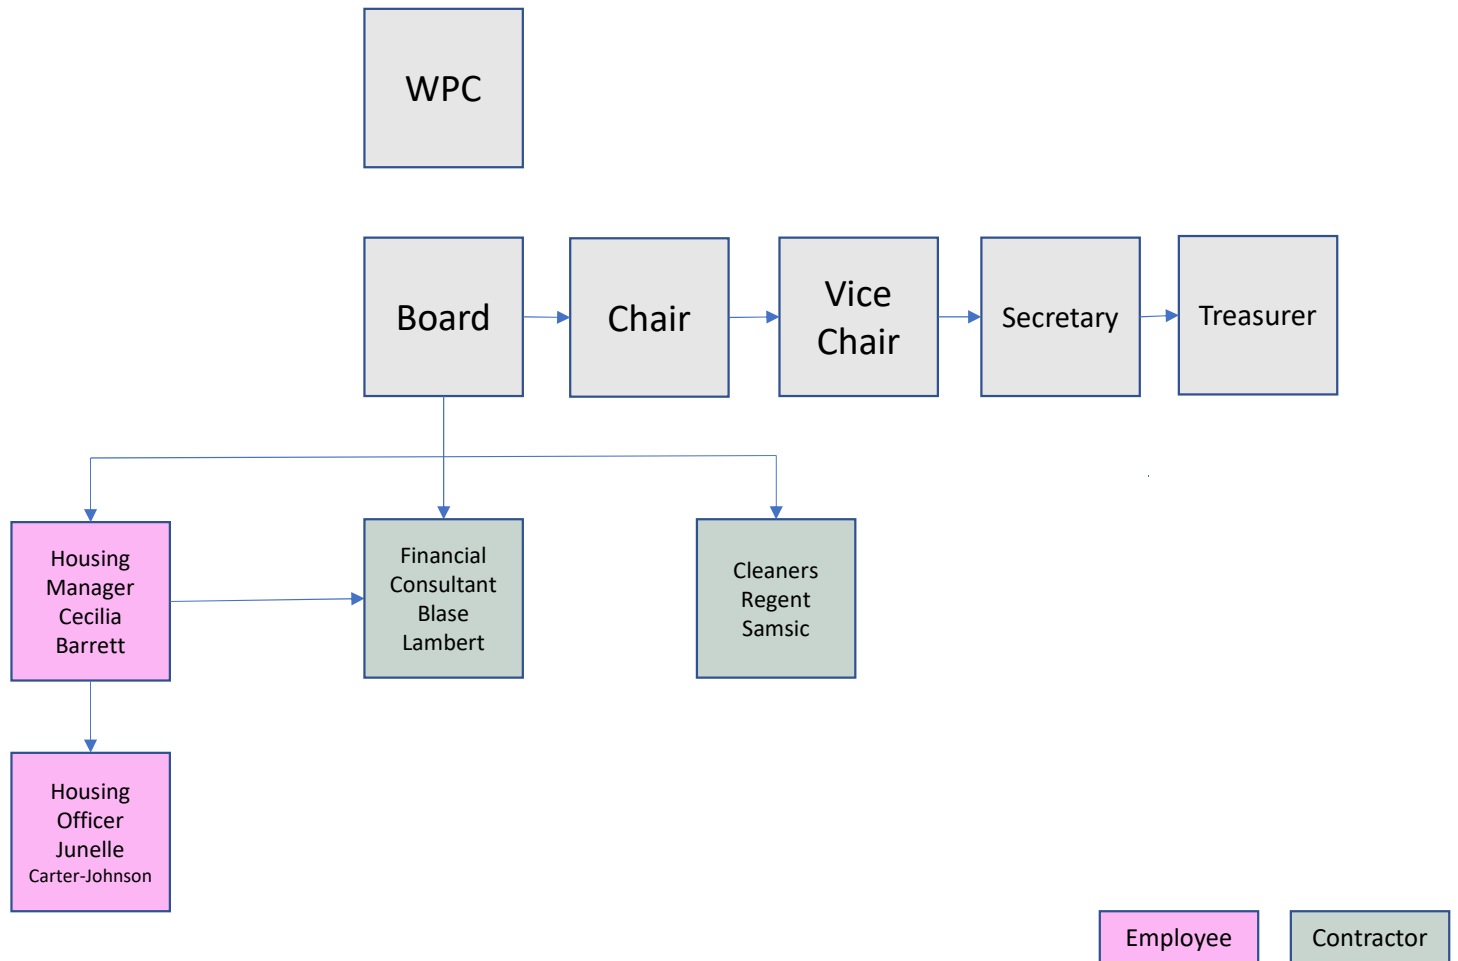 WPC
Board
Chair
Vice
Chair
Secretary
Treasurer
Housing
Manager
Cecilia
Barrett
Financial
Consultant
Blase
Lambert
Cleaners
Regent
Samsic
Housing
Officer
Junelle
Carter-Johnson
Employee
Contractor